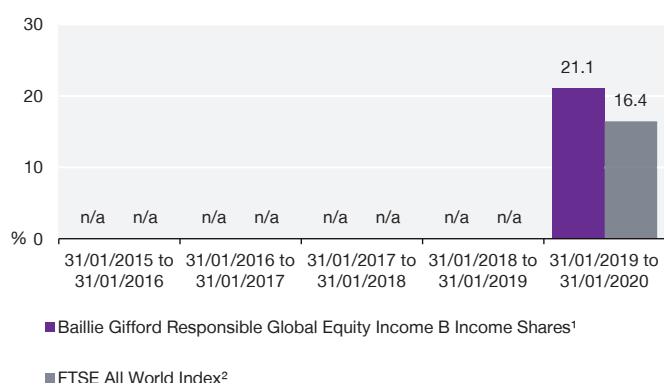 30
21.1
20
16.4
10
n/a n/a n/a n/a n/a n/a n/a n/a
% 0
31/01/2015 to 31/01/2016 to 31/01/2017 to 31/01/2018 to 31/01/2019 to
31/01/2016 31/01/2017 31/01/2018 31/01/2019 31/01/2020
Baillie Gifford Responsible Global Equity Income B Income Shares¹
FTSE All World Index²